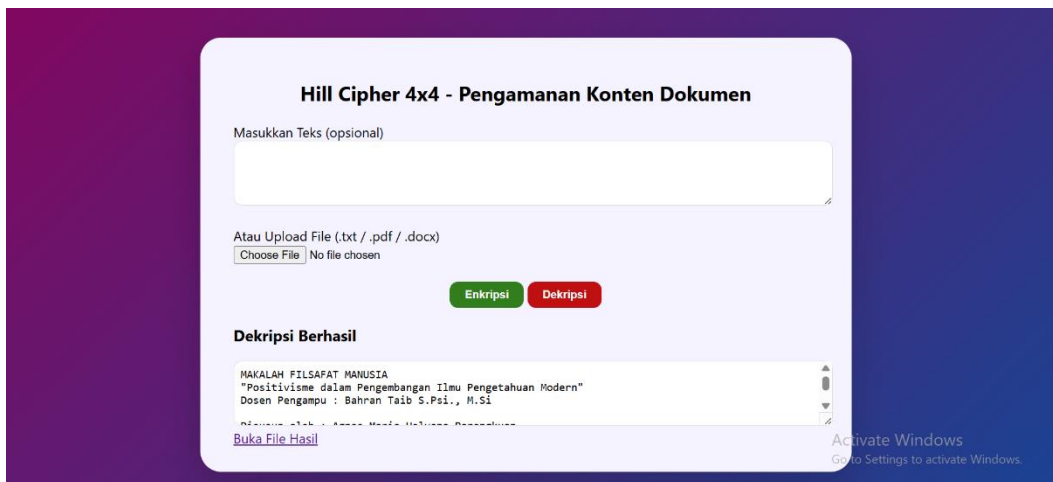 Hill Cipher 4x4 - Pengamanan Konten Dokumen
Masukkan Teks (opsional)
Atau Upload File (.txt / .pdf / .docx)
Choose File No file chosen
Enkripsi Dekripsi
Dekripsi Berhasil
MAKALAH FILSAFAT MANUSIA
"Positivisme dalam Pengembangan Ilmu Pengetahuan Modern"
Dosen Pengampu : Bahran Taib S.Psi., M.Si
Buka File Hasil
Activate Windows
Go to Settings to activate Windows.